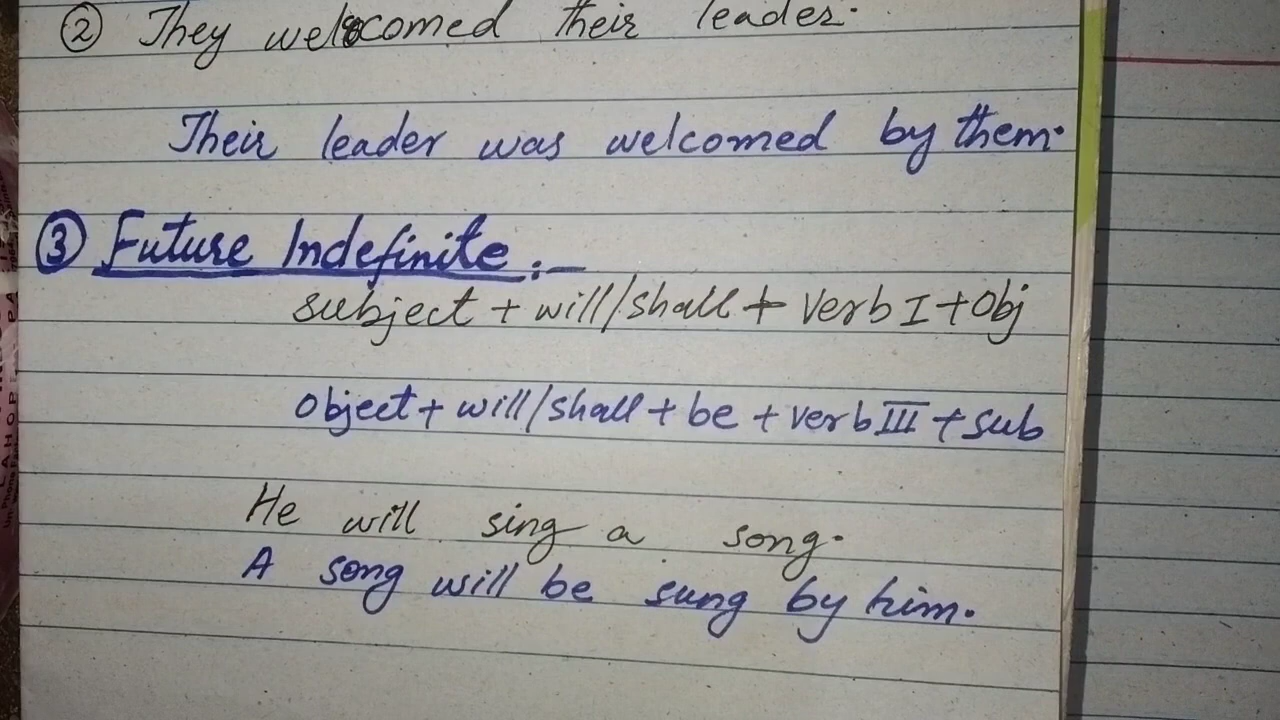 ② They welcomed their leader.
Their leader was welcomed by them.
③ Future Indefinite :—
subject + will/shall + verb I + obj
object + will/shall + be + verb III + sub
He will sing a song.
A song will be sung by him.